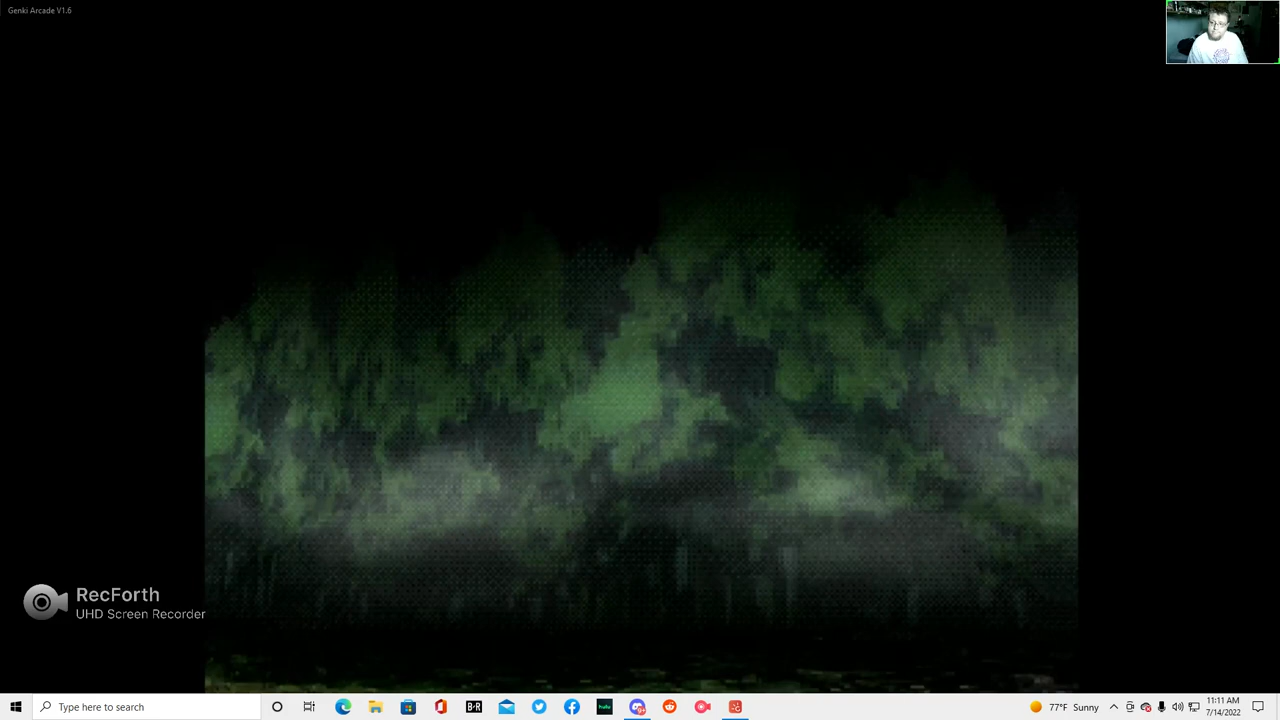 Genki Arcade V1.6
RecForth
UHD Screen Recorder
Type here to search
B·R
hulu
77°F Sunny
11:11 AM
7/14/2022